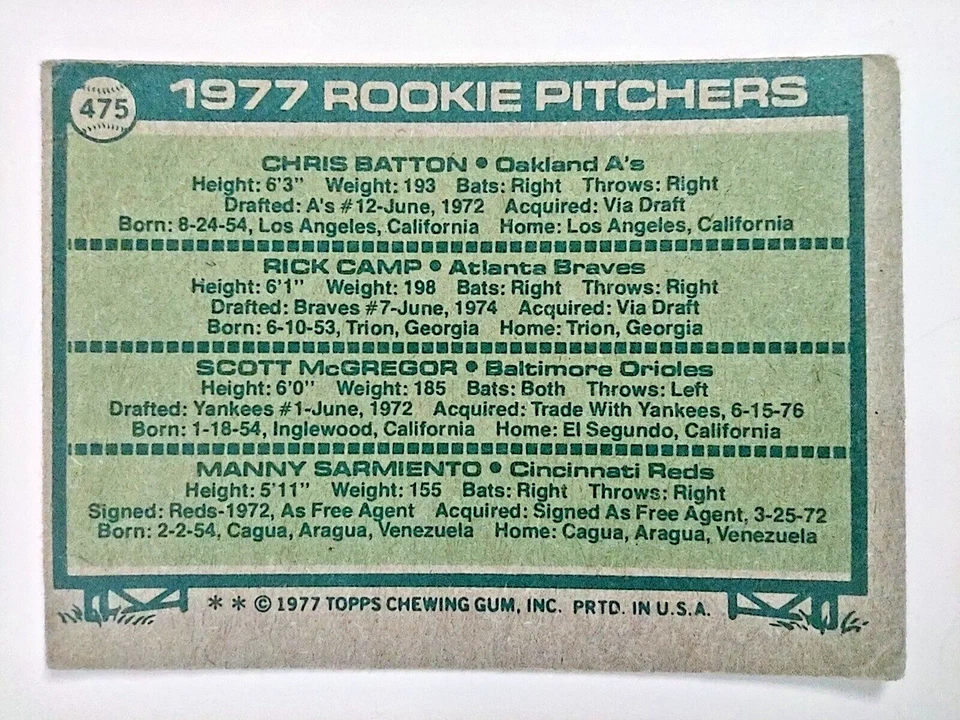 475
1977 ROOKIE PITCHERS
CHRIS BATTON • Oakland A's
Height: 6'3" Weight: 193 Bats: Right Throws: Right
Drafted: A's #12-June, 1972 Acquired: Via Draft
Born: 8-24-54, Los Angeles, California Home: Los Angeles, California
RICK CAMP • Atlanta Braves
Height: 6'1" Weight: 198 Bats: Right Throws: Right
Drafted: Braves #7-June, 1974 Acquired: Via Draft
Born: 6-10-53, Trion, Georgia Home: Trion, Georgia
SCOTT McGREGOR • Baltimore Orioles
Height: 6'0" Weight: 185 Bats: Both Throws: Left
Drafted: Yankees #1-June, 1972 Acquired: Trade With Yankees, 6-15-76
Born: 1-18-54, Inglewood, California Home: El Segundo, California
MANNY SARMIENTO • Cincinnati Reds
Height: 5'11" Weight: 155 Bats: Right Throws: Right
Signed: Reds-1972, As Free Agent Acquired: Signed As Free Agent, 3-25-72
Born: 2-2-54, Cagua, Aragua, Venezuela Home: Cagua, Aragua, Venezuela
* * © 1977 TOPPS CHEWING GUM, INC. PRTD. IN U.S.A.